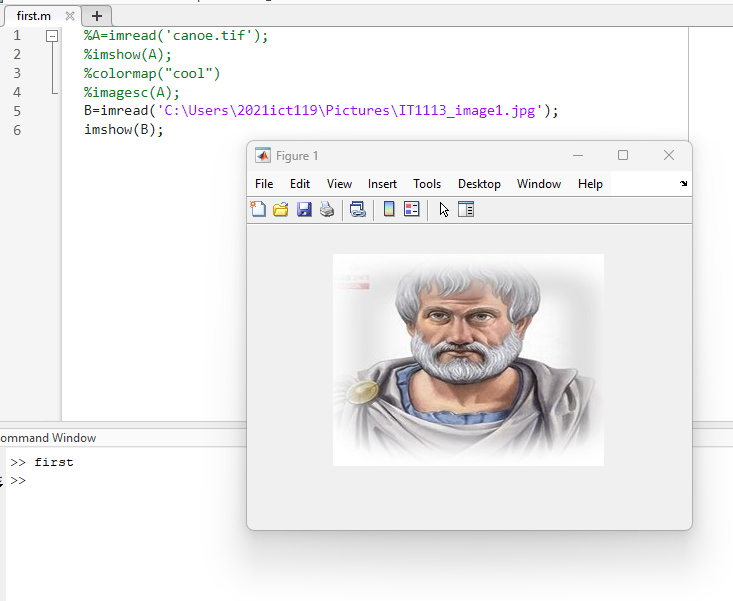 first.m
1 %A=imread('canoe.tif');
2 %imshow(A);
3 %colormap("cool")
4 %imagesc(A);
5 B=imread('C:\Users\2021ict119\Pictures\IT1113_image1.jpg');
6 imshow(B);
Figure 1
File Edit View Insert Tools Desktop Window Help
ommand Window
>> first
>>